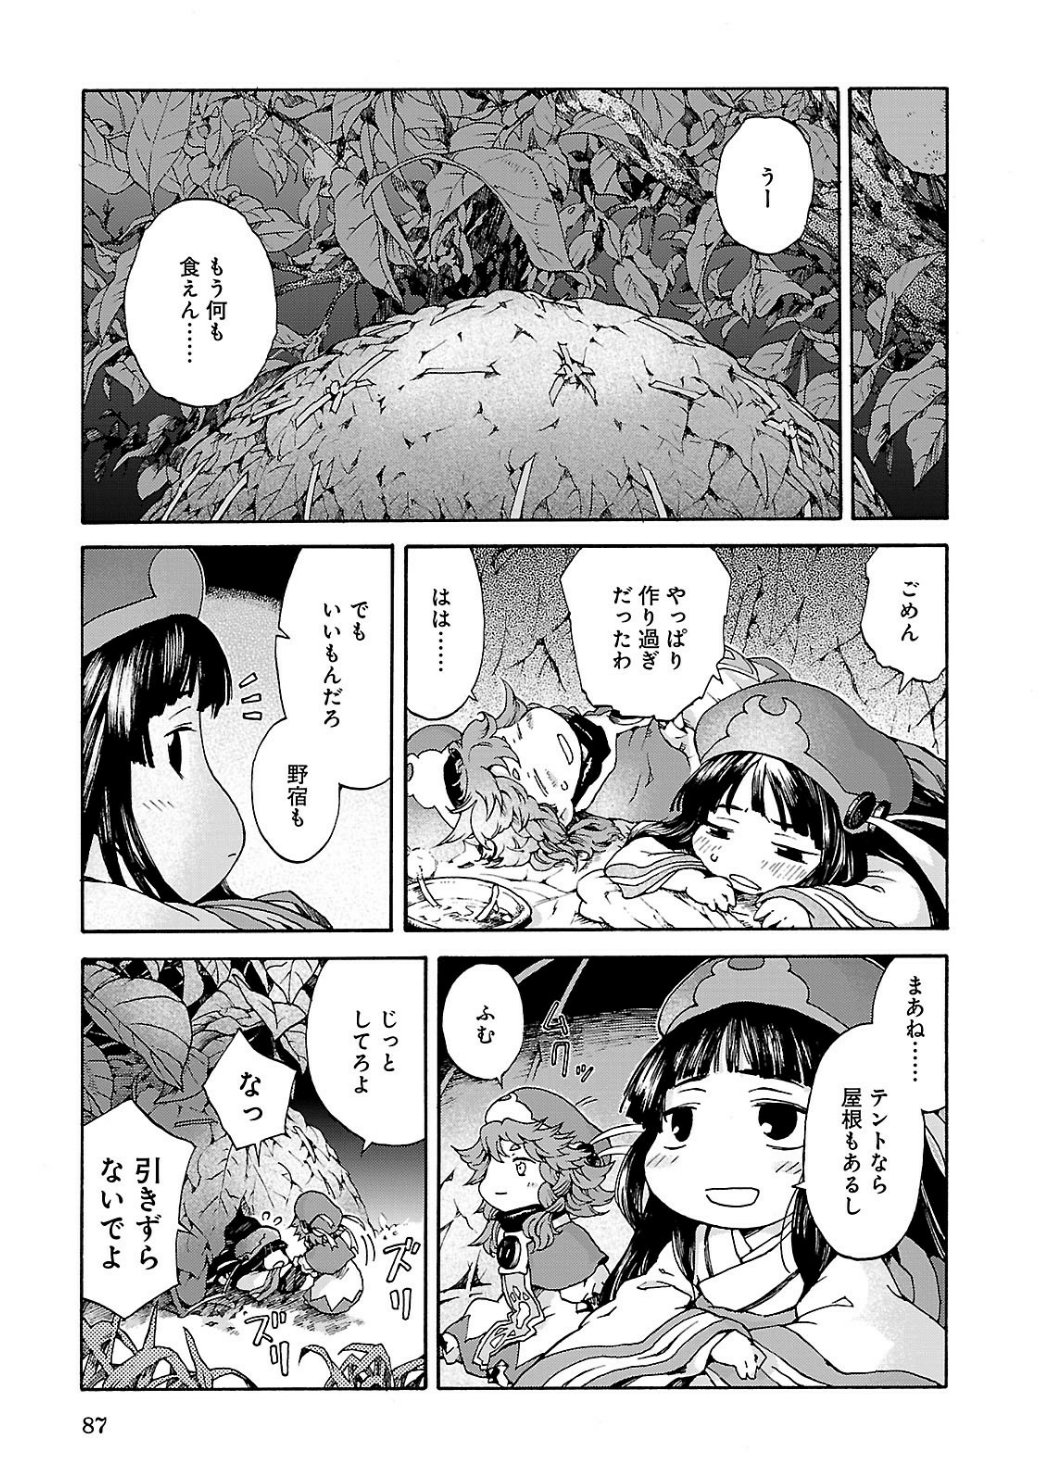 うー
もう何も
食えん……
ごめん
やっぱり
作り過ぎ
だったわ
はは……
でも
いいもんだろ
野宿も
まあね……
テントなら
屋根もあるし
ふむ
ムクッ
じっと
してろよ
なっ
引きずら
ないでよ
ズズリ
ズズ
87